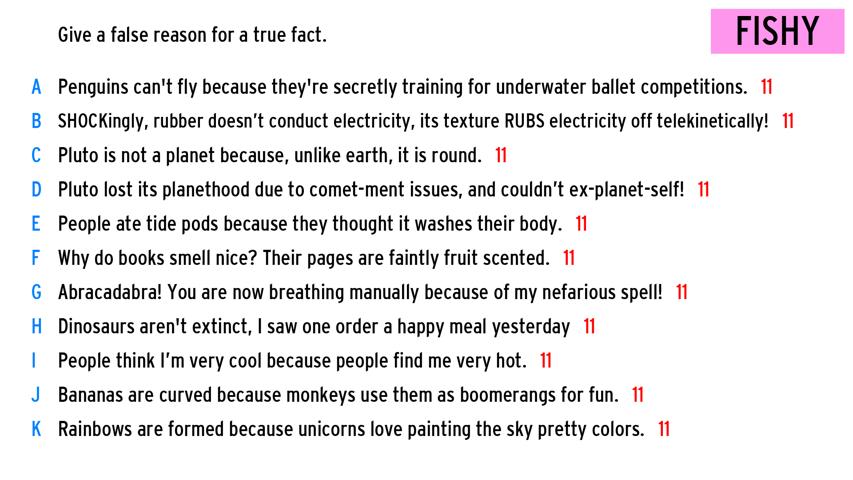 Give a false reason for a true fact.
FISHY
A Penguins can't fly because they're secretly training for underwater ballet competitions. 11
B SHOCKingly, rubber doesn’t conduct electricity, its texture RUBS electricity off telekinetically! 11
C Pluto is not a planet because, unlike earth, it is round. 11
D Pluto lost its planethood due to comet-ment issues, and couldn’t ex-planet-self! 11
E People ate tide pods because they thought it washes their body. 11
F Why do books smell nice? Their pages are faintly fruit scented. 11
G Abracadabra! You are now breathing manually because of my nefarious spell! 11
H Dinosaurs aren't extinct, I saw one order a happy meal yesterday 11
I People think I’m very cool because people find me very hot. 11
J Bananas are curved because monkeys use them as boomerangs for fun. 11
K Rainbows are formed because unicorns love painting the sky pretty colors. 11